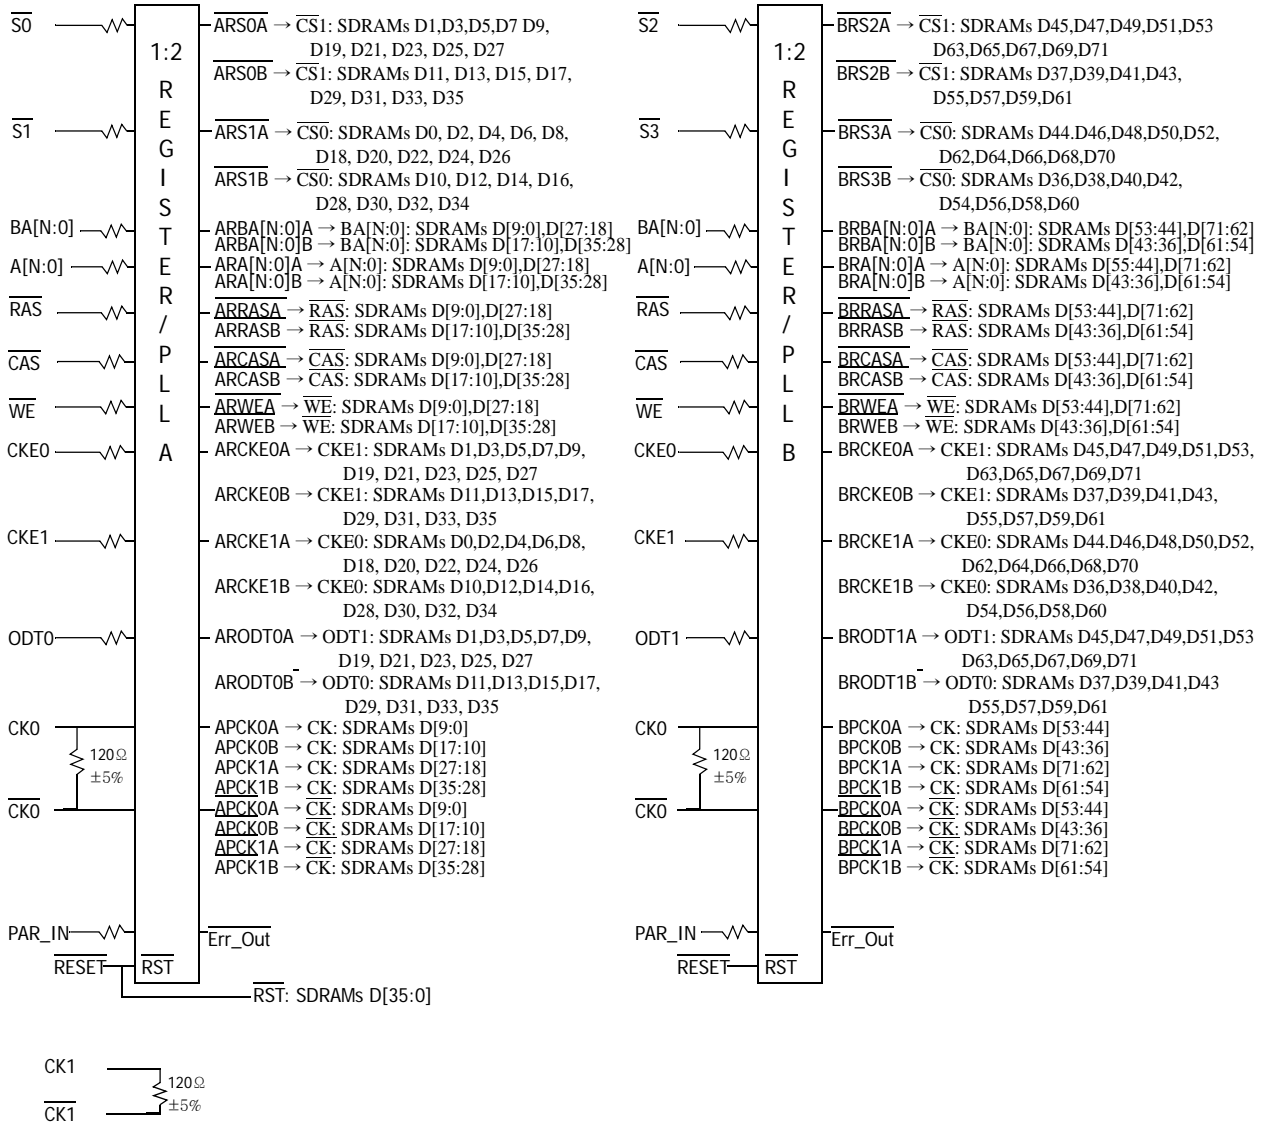 S0
ARS0A → CS1: SDRAMs D1,D3,D5,D7 D9,
D19, D21, D23, D25, D27
ARS0B → CS1: SDRAMs D11, D13, D15, D17,
D29, D31, D33, D35
S1
ARS1A → CS0: SDRAMs D0, D2, D4, D6, D8,
D18, D20, D22, D24, D26
ARS1B → CS0: SDRAMs D10, D12, D14, D16,
D28, D30, D32, D34
BA[N:0]
ARBA[N:0]A → BA[N:0]: SDRAMs D[9:0],D[27:18]
ARBA[N:0]B → BA[N:0]: SDRAMs D[17:10],D[35:28]
A[N:0]
ARA[N:0]A → A[N:0]: SDRAMs D[9:0],D[27:18]
ARA[N:0]B → A[N:0]: SDRAMs D[17:10],D[35:28]
RAS
ARRASA → RAS: SDRAMs D[9:0],D[27:18]
ARRASB → RAS: SDRAMs D[17:10],D[35:28]
CAS
ARCASA → CAS: SDRAMs D[9:0],D[27:18]
ARCASB → CAS: SDRAMs D[17:10],D[35:28]
WE
ARWEA → WE: SDRAMs D[9:0],D[27:18]
ARWEB → WE: SDRAMs D[17:10],D[35:28]
CKE0
ARCKE0A → CKE1: SDRAMs D1,D3,D5,D7,D9,
D19, D21, D23, D25, D27
ARCKE0B → CKE1: SDRAMs D11,D13,D15,D17,
D29, D31, D33, D35
CKE1
ARCKE1A → CKE0: SDRAMs D0,D2,D4,D6,D8,
D18, D20, D22, D24, D26
ARCKE1B → CKE0: SDRAMs D10,D12,D14,D16,
D28, D30, D32, D34
ODT0
ARODT0A → ODT1: SDRAMs D1,D3,D5,D7,D9,
D19, D21, D23, D25, D27
ARODT0B → ODT0: SDRAMs D11,D13,D15,D17,
D29, D31, D33, D35
CK0
120Ω
±5%
CK0
APCK0A → CK: SDRAMs D[9:0]
APCK0B → CK: SDRAMs D[17:10]
APCK1A → CK: SDRAMs D[27:18]
APCK1B → CK: SDRAMs D[35:28]
APCK0A → CK: SDRAMs D[9:0]
APCK0B → CK: SDRAMs D[17:10]
APCK1A → CK: SDRAMs D[27:18]
APCK1B → CK: SDRAMs D[35:28]
PAR_IN
Err_Out
RESET
RST
RST: SDRAMs D[35:0]
1:2
REGISTER/PLL
A
CK1
120Ω
±5%
CK1
S2
BRS2A → CS1: SDRAMs D45,D47,D49,D51,D53
D63,D65,D67,D69,D71
BRS2B → CS1: SDRAMs D37,D39,D41,D43,
D55,D57,D59,D61
S3
BRS3A → CS0: SDRAMs D44.D46,D48,D50,D52,
D62,D64,D66,D68,D70
BRS3B → CS0: SDRAMs D36,D38,D40,D42,
D54,D56,D58,D60
BA[N:0]
BRBA[N:0]A → BA[N:0]: SDRAMs D[53:44],D[71:62]
BRBA[N:0]B → BA[N:0]: SDRAMs D[43:36],D[61:54]
A[N:0]
BRA[N:0]A → A[N:0]: SDRAMs D[55:44],D[71:62]
BRA[N:0]B → A[N:0]: SDRAMs D[43:36],D[61:54]
RAS
BRRASA → RAS: SDRAMs D[53:44],D[71:62]
BRRASB → RAS: SDRAMs D[43:36],D[61:54]
CAS
BRCASA → CAS: SDRAMs D[53:44],D[71:62]
BRCASB → CAS: SDRAMs D[43:36],D[61:54]
WE
BRWEA → WE: SDRAMs D[53:44],D[71:62]
BRWEB → WE: SDRAMs D[43:36],D[61:54]
CKE0
BRCKE0A → CKE1: SDRAMs D45,D47,D49,D51,D53,
D63,D65,D67,D69,D71
BRCKE0B → CKE1: SDRAMs D37,D39,D41,D43,
D55,D57,D59,D61
CKE1
BRCKE1A → CKE0: SDRAMs D44.D46,D48,D50,D52,
D62,D64,D66,D68,D70
BRCKE1B → CKE0: SDRAMs D36,D38,D40,D42,
D54,D56,D58,D60
ODT1
BRODT1A → ODT1: SDRAMs D45,D47,D49,D51,D53
D63,D65,D67,D69,D71
BRODT1B → ODT0: SDRAMs D37,D39,D41,D43
D55,D57,D59,D61
CK0
120Ω
±5%
CK0
BPCK0A → CK: SDRAMs D[53:44]
BPCK0B → CK: SDRAMs D[43:36]
BPCK1A → CK: SDRAMs D[71:62]
BPCK1B → CK: SDRAMs D[61:54]
BPCK0A → CK: SDRAMs D[53:44]
BPCK0B → CK: SDRAMs D[43:36]
BPCK1A → CK: SDRAMs D[71:62]
BPCK1B → CK: SDRAMs D[61:54]
PAR_IN
Err_Out
RESET
RST
1:2
REGISTER/PLL
B